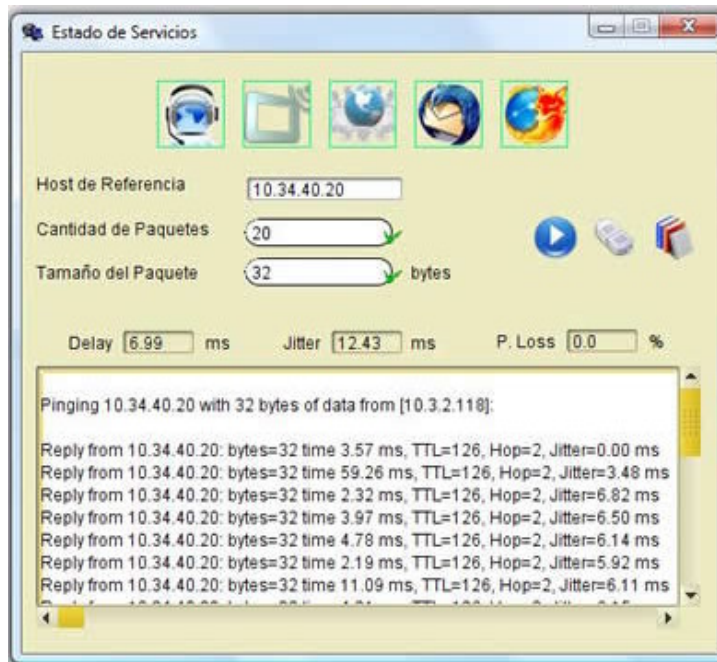 Estado de Servicios
Host de Referencia 10.34.40.20
Cantidad de Paquetes 20
Tamaño del Paquete 32 bytes
Delay 6.99 ms Jitter 12.43 ms P. Loss 0.0 %
Pinging 10.34.40.20 with 32 bytes of data from [10.3.2.118]:
Reply from 10.34.40.20: bytes=32 time 3.57 ms, TTL=126, Hop=2, Jitter=0.00 ms
Reply from 10.34.40.20: bytes=32 time 59.26 ms, TTL=126, Hop=2, Jitter=3.48 ms
Reply from 10.34.40.20: bytes=32 time 2.32 ms, TTL=126, Hop=2, Jitter=6.82 ms
Reply from 10.34.40.20: bytes=32 time 3.97 ms, TTL=126, Hop=2, Jitter=6.50 ms
Reply from 10.34.40.20: bytes=32 time 4.78 ms, TTL=126, Hop=2, Jitter=6.14 ms
Reply from 10.34.40.20: bytes=32 time 2.19 ms, TTL=126, Hop=2, Jitter=5.92 ms
Reply from 10.34.40.20: bytes=32 time 11.09 ms, TTL=126, Hop=2, Jitter=6.11 ms